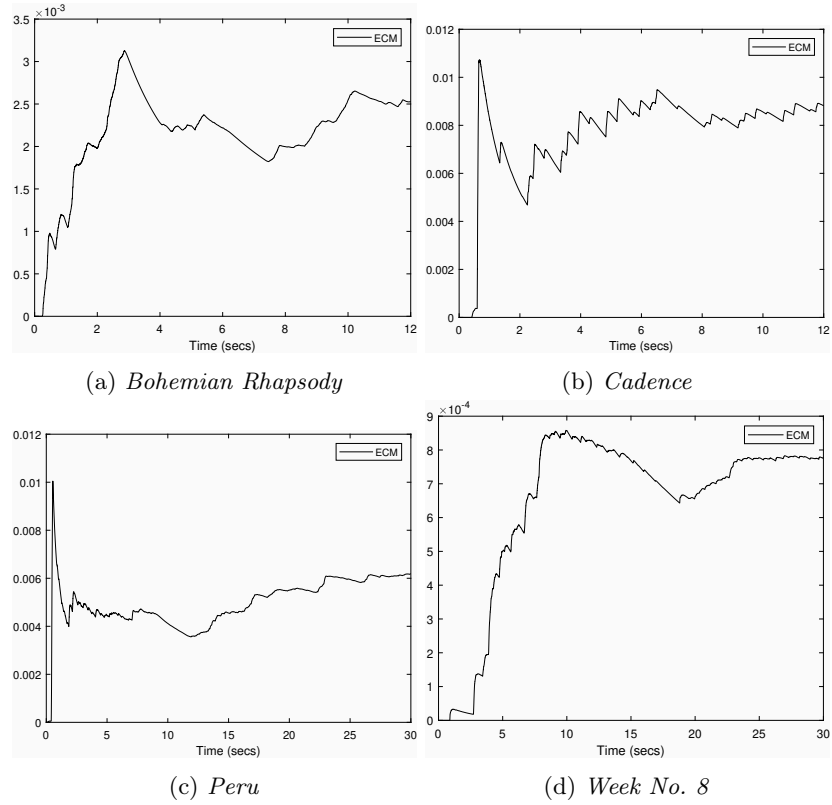 ×10⁻³
3.5
3
2.5
2
1.5
1
0.5
0
ECM
0 2 4 6 8 10 12
Time (secs)
(a) Bohemian Rhapsody
0.012
0.01
0.008
0.006
0.004
0.002
0
ECM
0 2 4 6 8 10 12
Time (secs)
(b) Cadence
0.012
0.01
0.008
0.006
0.004
0.002
0
ECM
0 5 10 15 20 25 30
Time (secs)
(c) Peru
×10⁻⁴
9
8
7
6
5
4
3
2
1
0
ECM
0 5 10 15 20 25 30
Time (secs)
(d) Week No. 8